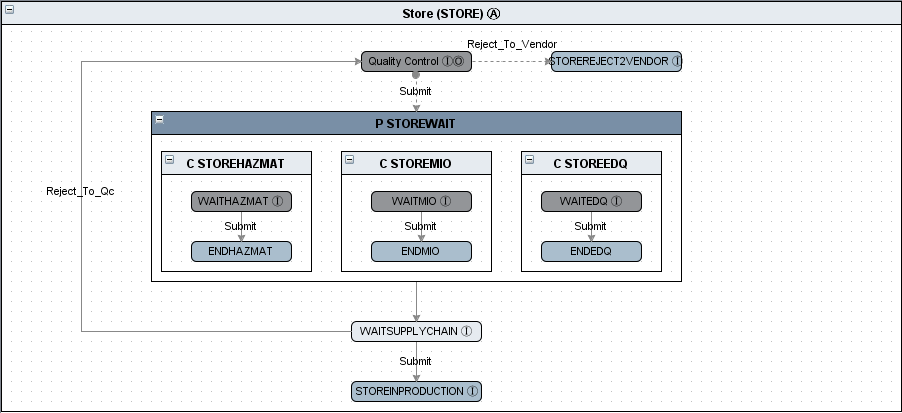 Store (STORE) Ⓐ
Reject_To_Vendor
Quality Control ⒾⓄ
STOREREJECT2VENDOR Ⓘ
Submit
P STOREWAIT
C STOREHAZMAT
C STOREMIO
C STOREEDQ
Reject_To_Qc
WAITHAZMAT Ⓘ
WAITMIO Ⓘ
WAITEDQ Ⓘ
Submit
Submit
Submit
ENDHAZMAT
ENDMIO
ENDEDQ
WAITSUPPLYCHAIN Ⓘ
Submit
STOREINPRODUCTION Ⓘ